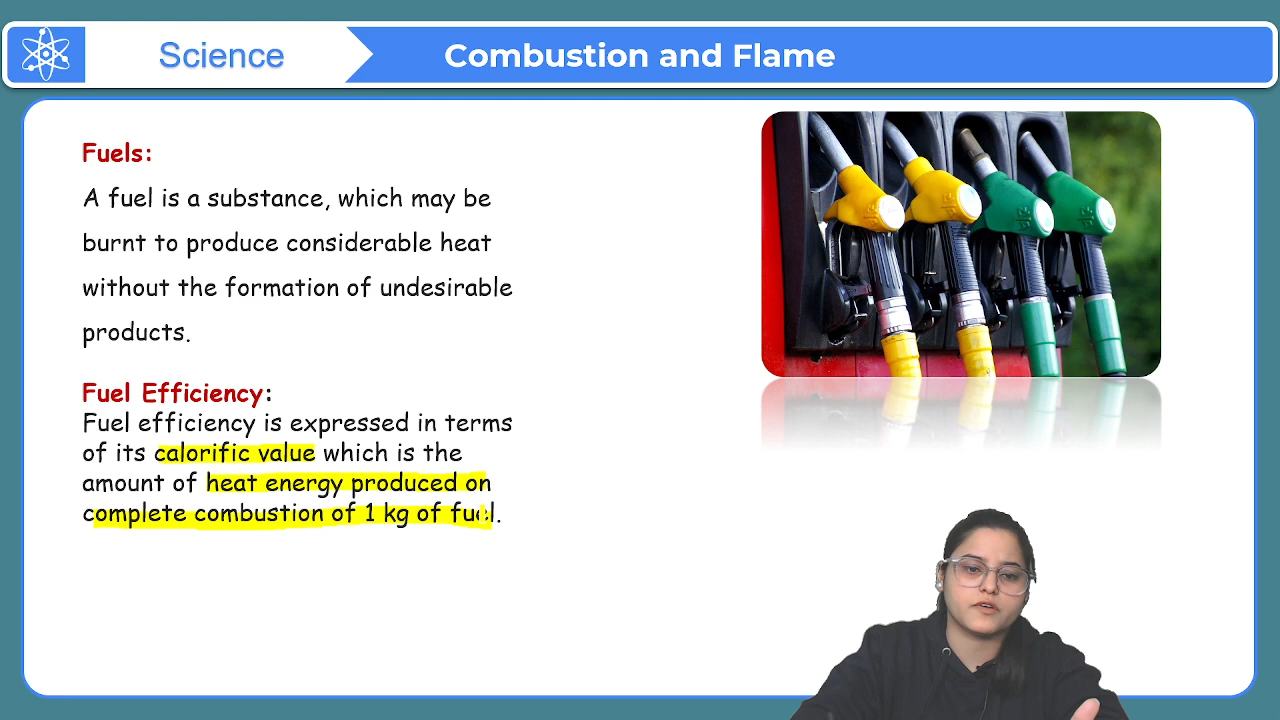 Science
Combustion and Flame
Fuels:
A fuel is a substance, which may be
burnt to produce considerable heat
without the formation of undesirable
products.
Fuel Efficiency:
Fuel efficiency is expressed in terms
of its calorific value which is the
amount of heat energy produced on
complete combustion of 1 kg of fuel.